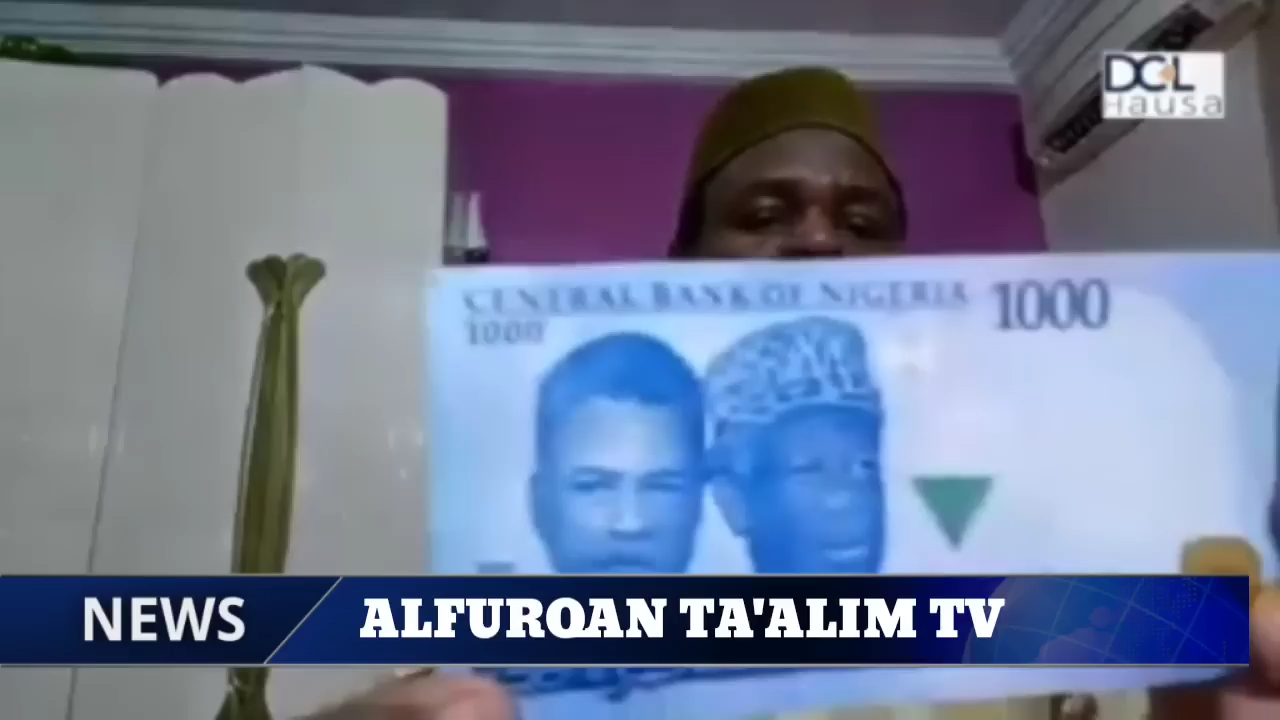 DCL
Hausa
CENTRAL BANK OF NIGERIA 1000
1000
NEWS ALFURQAN TA'ALIM TV